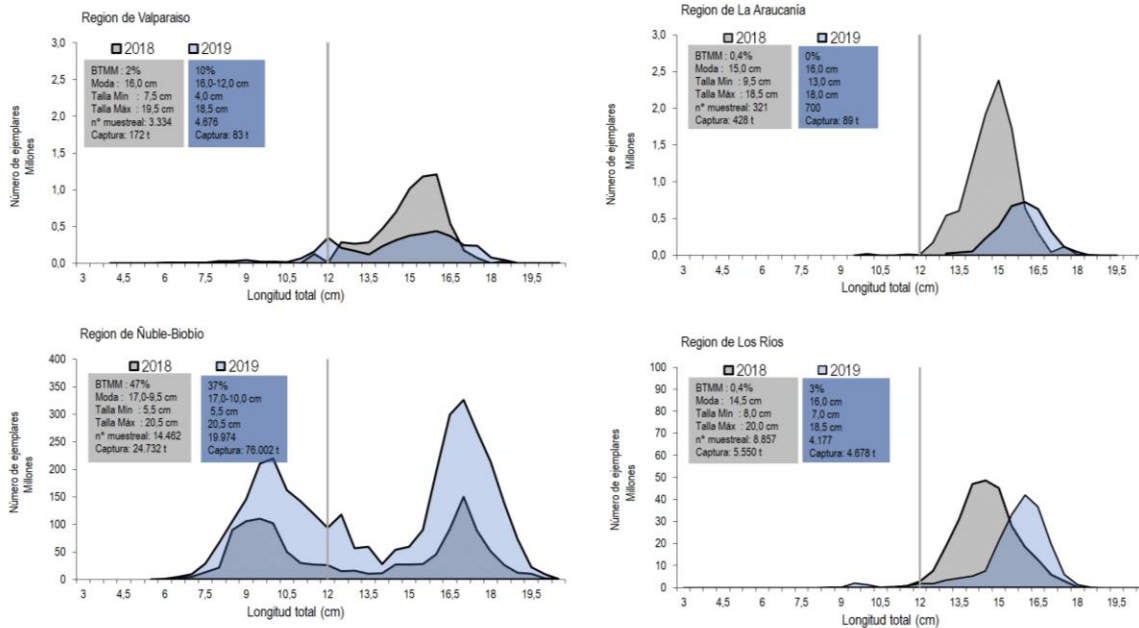 Region de Valparaiso
2018 2019
BTMM : 2% 10%
Moda : 16,0 cm 16,0-12,0 cm
Talla Min : 7,5 cm 4,0 cm
Talla Máx : 19,5 cm 18,5 cm
n° muestreal: 3.334 4.676
Captura: 172 t Captura: 83 t
Número de ejemplares
Millones
3,0
2,5
2,0
1,5
1,0
0,5
0,0
3 4,5 6 7,5 9 10,5 12 13,5 15 16,5 18 19,5
Longitud total (cm)
Region de La Araucanía
2018 2019
BTMM : 0,4% 0%
Moda : 15,0 cm 16,0 cm
Talla Min : 9,5 cm 13,0 cm
Talla Máx : 18,5 cm 18,0 cm
n° muestreal: 321 700
Captura: 428 t Captura: 89 t
Número de ejemplares
Millones
3,0
2,5
2,0
1,5
1,0
0,5
0,0
3 4,5 6 7,5 9 10,5 12 13,5 15 16,5 18 19,5
Longitud total (cm)
Region de Ñuble-Biobío
2018 2019
BTMM : 47% 37%
Moda : 17,0-9,5 cm 17,0-10,0 cm
Talla Min : 5,5 cm 5,5 cm
Talla Máx : 20,5 cm 20,5 cm
n° muestreal: 14.462 19.974
Captura: 24.732 t Captura: 76.002 t
Número de ejemplares
Millones
400
350
300
250
200
150
100
50
0
3 4,5 6 7,5 9 10,5 12 13,5 15 16,5 18 19,5
Longitud total (cm)
Region de Los Ríos
2018 2019
BTMM : 0,4% 3%
Moda : 14,5 cm 16,0 cm
Talla Min : 8,0 cm 7,0 cm
Talla Máx : 20,0 cm 18,5 cm
n° muestreal: 8.857 4.177
Captura: 5.550 t Captura: 4.678 t
Número de ejemplares
Millones
100
90
80
70
60
50
40
30
20
10
0
3 4,5 6 7,5 9 10,5 12 13,5 15 16,5 18 19,5
Longitud total (cm)